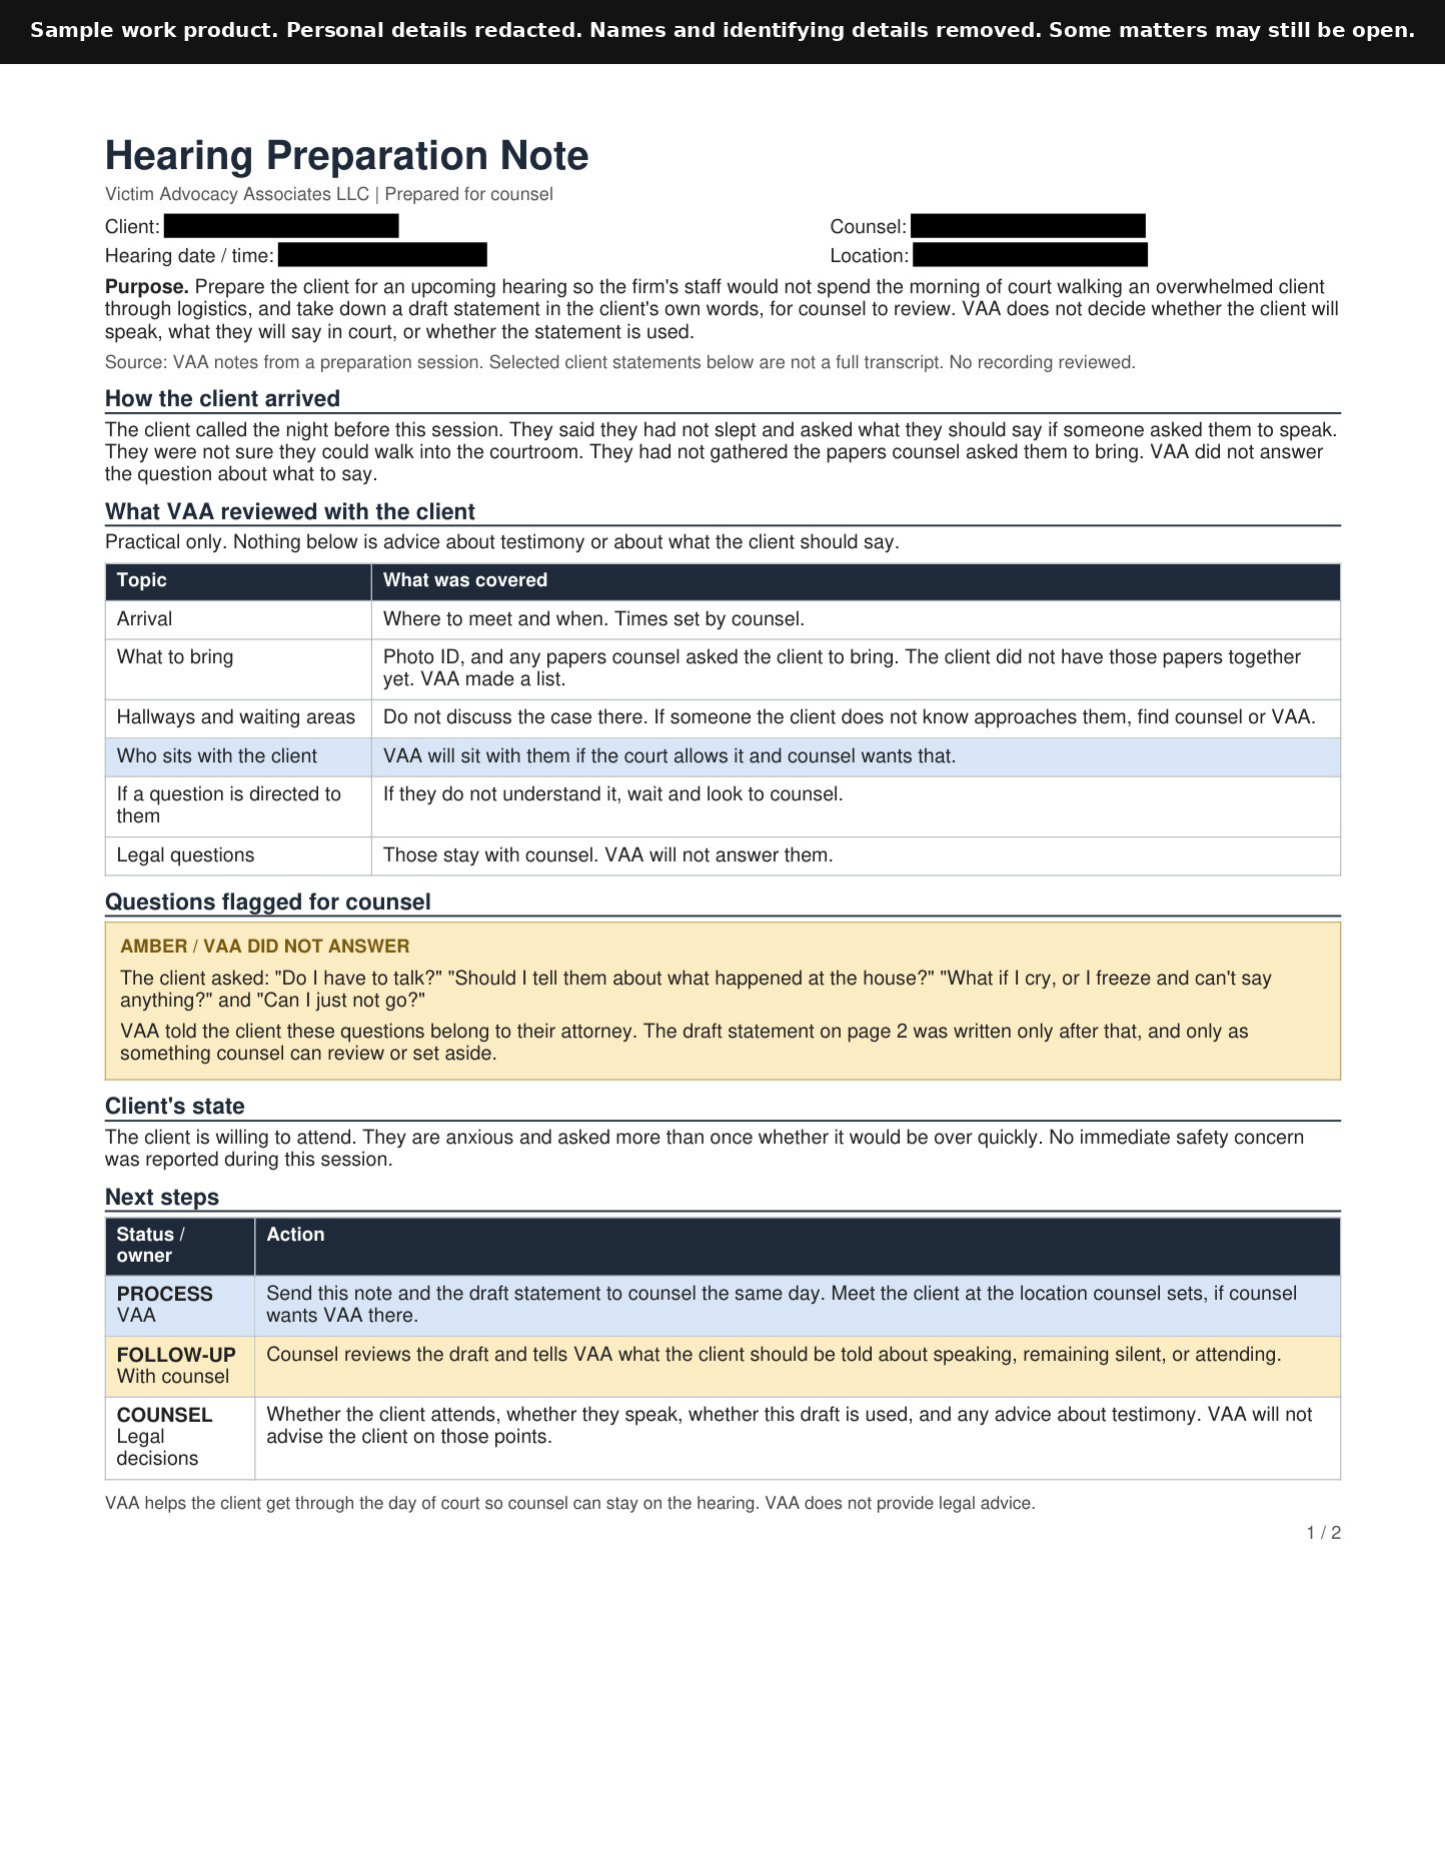 Sample work product. Personal details redacted. Names and identifying details removed. Some matters may still be open.
Hearing Preparation Note
Victim Advocacy Associates LLC | Prepared for counsel
Client:
Counsel:
Hearing date / time:
Location:
Purpose. Prepare the client for an upcoming hearing so the firm's staff would not spend the morning of court walking an overwhelmed client
through logistics, and take down a draft statement in the client's own words, for counsel to review. VAA does not decide whether the client will
speak, what they will say in court, or whether the statement is used.
Source: VAA notes from a preparation session. Selected client statements below are not a full transcript. No recording reviewed.
How the client arrived
The client called the night before this session. They said they had not slept and asked what they should say if someone asked them to speak.
They were not sure they could walk into the courtroom. They had not gathered the papers counsel asked them to bring. VAA did not answer
the question about what to say.
What VAA reviewed with the client
Practical only. Nothing below is advice about testimony or about what the client should say.
Topic
What was covered
Arrival
Where to meet and when. Times set by counsel.
What to bring
Photo ID, and any papers counsel asked the client to bring. The client did not have those papers together
yet. VAA made a list.
Hallways and waiting areas
Do not discuss the case there. If someone the client does not know approaches them, find counsel or VAA.
Who sits with the client
VAA will sit with them if the court allows it and counsel wants that.
If a question is directed to
them
If they do not understand it, wait and look to counsel.
Legal questions
Those stay with counsel. VAA will not answer them.
Questions flagged for counsel
AMBER / VAA DID NOT ANSWER
The client asked: "Do I have to talk?" "Should I tell them about what happened at the house?" "What if I cry, or I freeze and can't say
anything?" and "Can I just not go?"
VAA told the client these questions belong to their attorney. The draft statement on page 2 was written only after that, and only as
something counsel can review or set aside.
Client's state
The client is willing to attend. They are anxious and asked more than once whether it would be over quickly. No immediate safety concern
was reported during this session.
Next steps
Status /
owner
Action
PROCESS
VAA
Send this note and the draft statement to counsel the same day. Meet the client at the location counsel sets, if counsel
wants VAA there.
FOLLOW-UP
With counsel
Counsel reviews the draft and tells VAA what the client should be told about speaking, remaining silent, or attending.
COUNSEL
Legal
decisions
Whether the client attends, whether they speak, whether this draft is used, and any advice about testimony. VAA will not
advise the client on those points.
VAA helps the client get through the day of court so counsel can stay on the hearing. VAA does not provide legal advice.
1 / 2